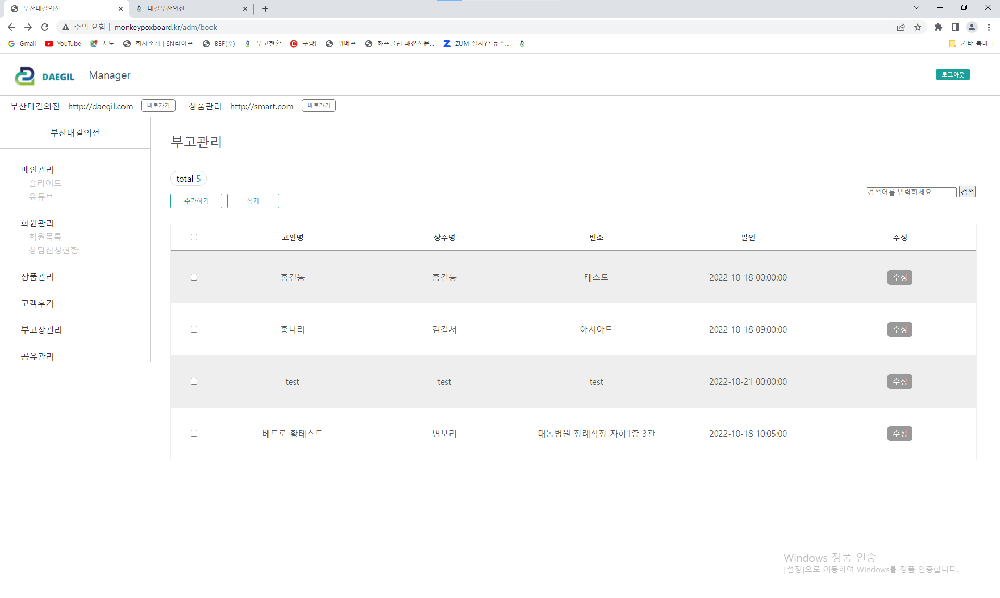 부산대길의전
대길부산의전
주의 요함
monkeypoxboard.kr/adm/book
Gmail
YouTube
지도
회사소개 | SN라이프
BBF(주)
부고현황
쿠팡!
위메프
하프클럽-패션전문...
ZUM-실시간 뉴스...
기타 북마크
DAEGIL
Manager
로그아웃
부산대길의전 http://daegil.com 바로가기 상품관리 http://smart.com 바로가기
부산대길의전
메인관리
슬라이드
유튜브
회원관리
회원목록
상담신청현황
상품관리
고객후기
부고장관리
공유관리
부고관리
total 5
추가하기 삭제
검색어를 입력하세요 검색
고인명 상주명 빈소 발인 수정
홍길동 홍길동 테스트 2022-10-18 00:00:00 수정
홍나라 김길서 아시아드 2022-10-18 09:00:00 수정
test test test 2022-10-21 00:00:00 수정
베드로 황테스트 염보리 대동병원 장례식장 자하1층 3관 2022-10-18 10:05:00 수정
Windows 정품 인증
[설정]으로 이동하여 Windows를 정품 인증합니다.